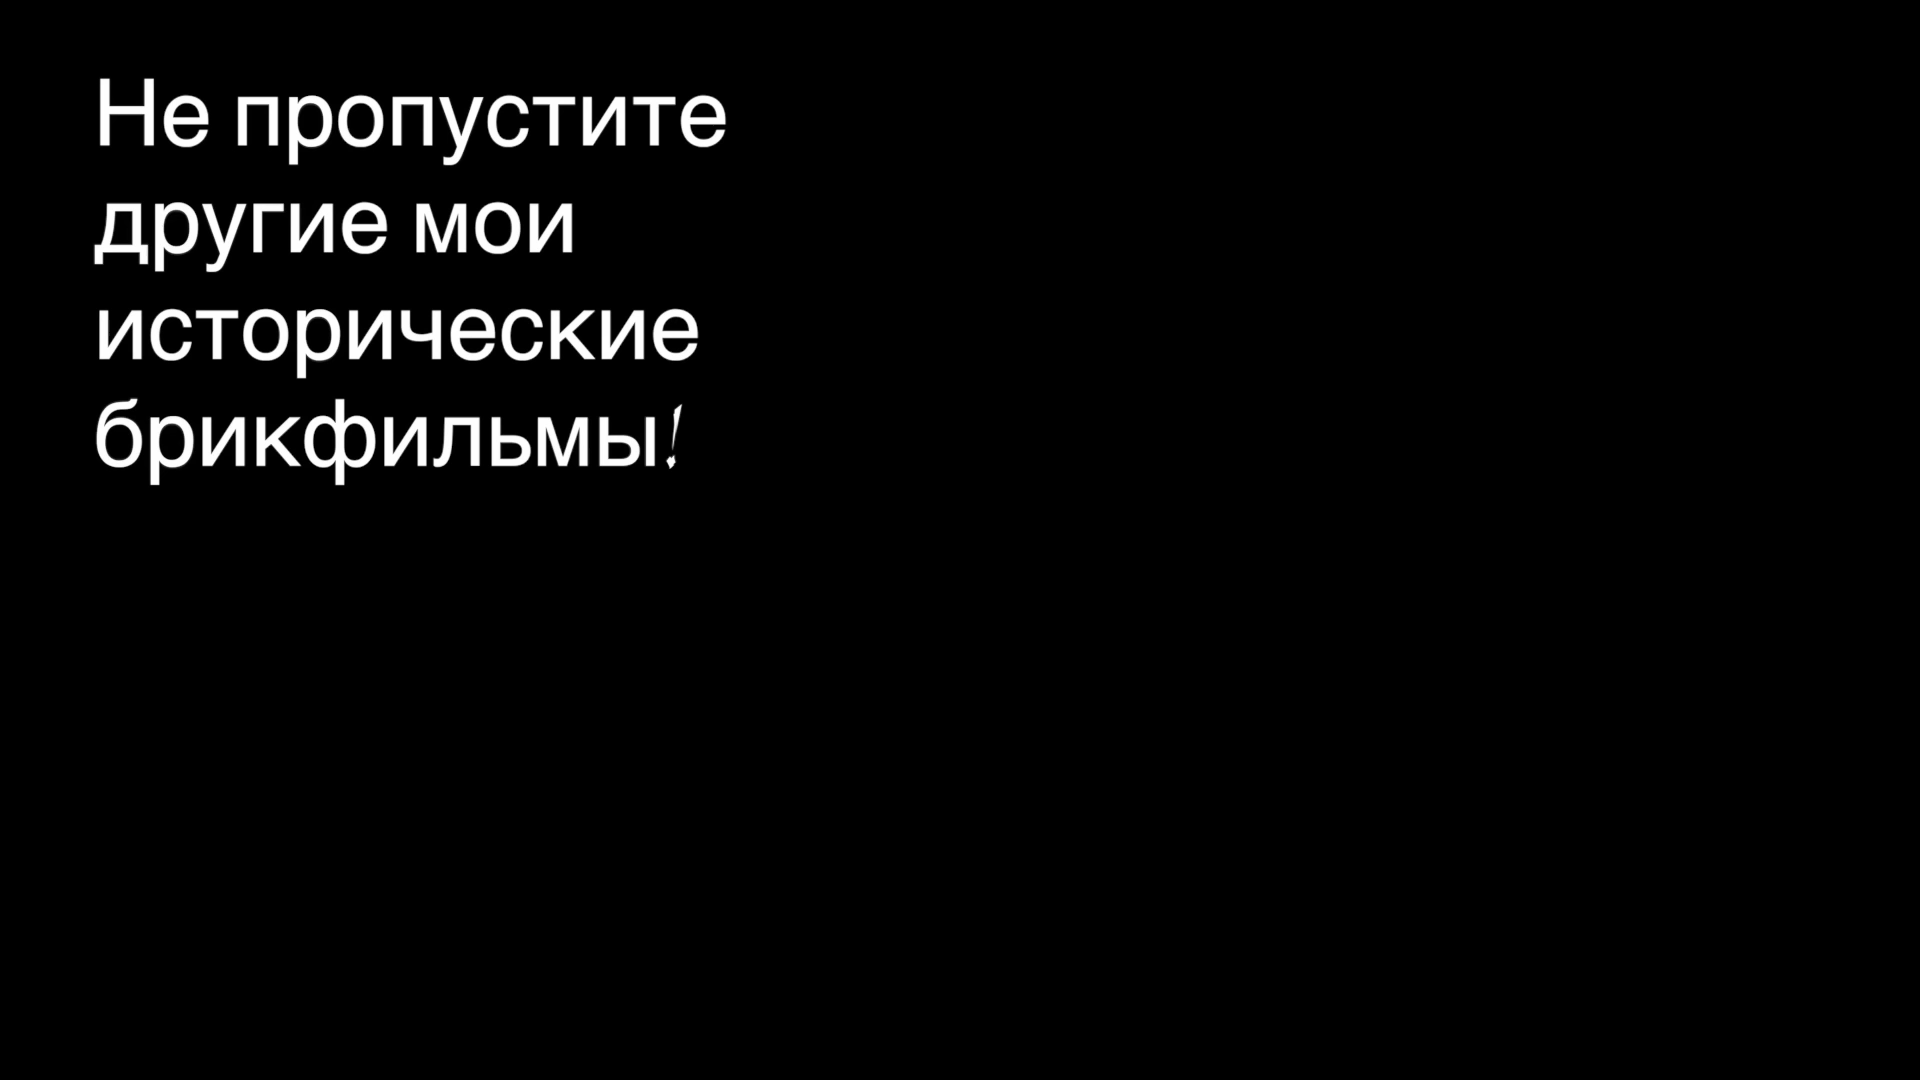 Не пропустите
другие мои
исторические
брикфильмы!